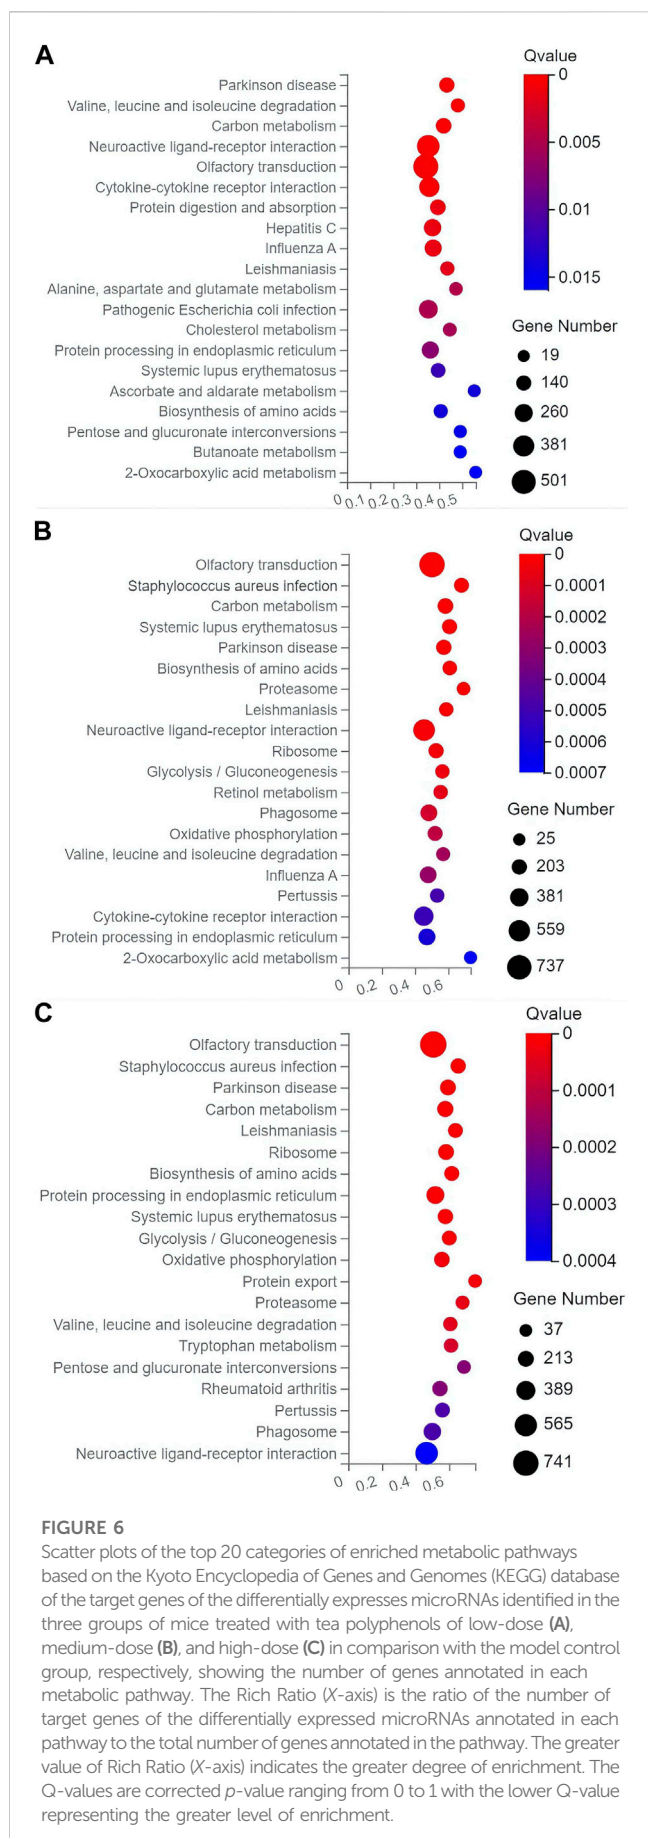 A
Qvalue
Parkinson disease
Valine, leucine and isoleucine degradation
Carbon metabolism
Neuroactive ligand-receptor interaction
Olfactory transduction
Cytokine-cytokine receptor interaction
Protein digestion and absorption
Hepatitis C
Influenza A
Leishmaniasis
Alanine, aspartate and glutamate metabolism
Pathogenic Escherichia coli infection
Cholesterol metabolism
Protein processing in endoplasmic reticulum
Systemic lupus erythematosus
Ascorbate and aldarate metabolism
Biosynthesis of amino acids
Pentose and glucuronate interconversions
Butanoate metabolism
2-Oxocarboxylic acid metabolism
0 0.1 0.2 0.3 0.4 0.5
0
0.005
0.01
0.015
Gene Number
19
140
260
381
501
B
Qvalue
Olfactory transduction
Staphylococcus aureus infection
Carbon metabolism
Systemic lupus erythematosus
Parkinson disease
Biosynthesis of amino acids
Proteasome
Leishmaniasis
Neuroactive ligand-receptor interaction
Ribosome
Glycolysis / Gluconeogenesis
Retinol metabolism
Phagosome
Oxidative phosphorylation
Valine, leucine and isoleucine degradation
Influenza A
Pertussis
Cytokine-cytokine receptor interaction
Protein processing in endoplasmic reticulum
2-Oxocarboxylic acid metabolism
0 0.2 0.4 0.6
0
0.0001
0.0002
0.0003
0.0004
0.0005
0.0006
0.0007
Gene Number
25
203
381
559
737
C
Qvalue
Olfactory transduction
Staphylococcus aureus infection
Parkinson disease
Carbon metabolism
Leishmaniasis
Ribosome
Biosynthesis of amino acids
Protein processing in endoplasmic reticulum
Systemic lupus erythematosus
Glycolysis / Gluconeogenesis
Oxidative phosphorylation
Protein export
Proteasome
Valine, leucine and isoleucine degradation
Tryptophan metabolism
Pentose and glucuronate interconversions
Rheumatoid arthritis
Pertussis
Phagosome
Neuroactive ligand-receptor interaction
0 0.2 0.4 0.6
0
0.0001
0.0002
0.0003
0.0004
Gene Number
37
213
389
565
741
FIGURE 6
Scatter plots of the top 20 categories of enriched metabolic pathways
based on the Kyoto Encyclopedia of Genes and Genomes (KEGG) database
of the target genes of the differentially expresses microRNAs identified in the
three groups of mice treated with tea polyphenols of low-dose (A),
medium-dose (B), and high-dose (C) in comparison with the model control
group, respectively, showing the number of genes annotated in each
metabolic pathway. The Rich Ratio (X-axis) is the ratio of the number of
target genes of the differentially expressed microRNAs annotated in each
pathway to the total number of genes annotated in the pathway. The greater
value of Rich Ratio (X-axis) indicates the greater degree of enrichment. The
Q-values are corrected p-value ranging from 0 to 1 with the lower Q-value
representing the greater level of enrichment.